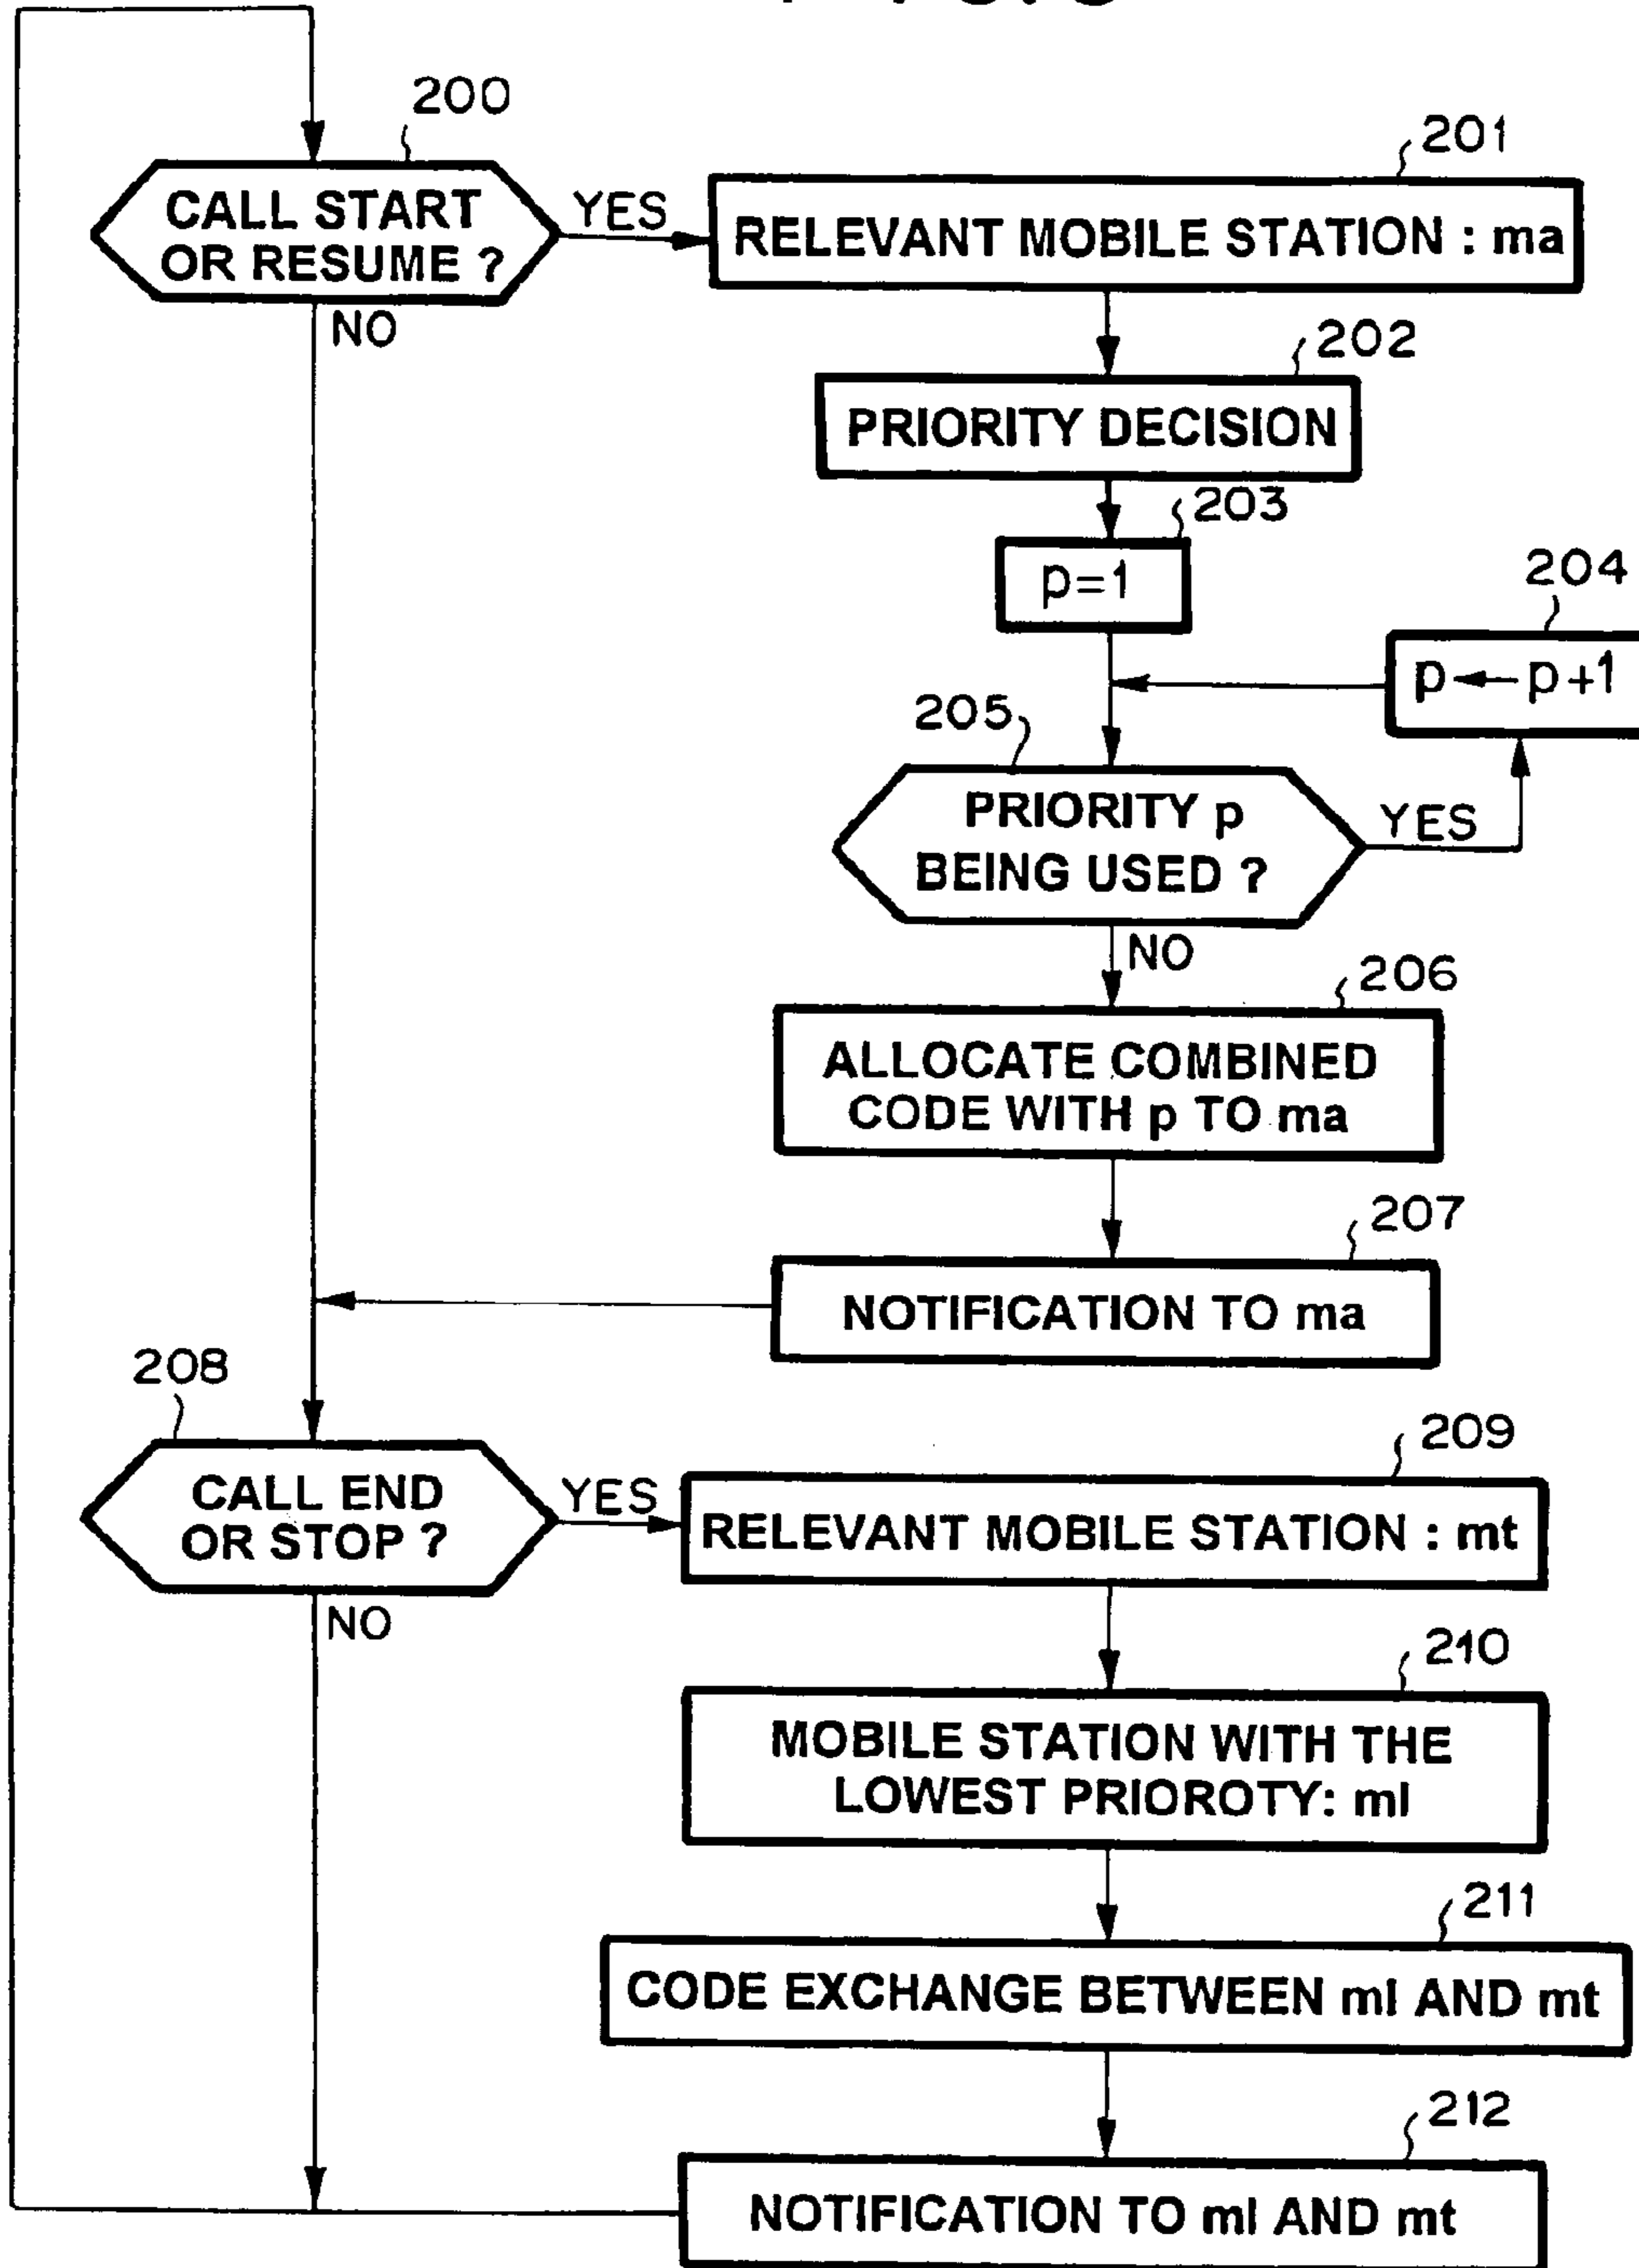 200
CALL START
OR RESUME ?
YES
NO
201
RELEVANT MOBILE STATION : ma
202
PRIORITY DECISION
203
p=1
204
p ← p+1
205
PRIORITY p
BEING USED ?
YES
NO
206
ALLOCATE COMBINED
CODE WITH p TO ma
207
NOTIFICATION TO ma
208
CALL END
OR STOP ?
YES
NO
209
RELEVANT MOBILE STATION : mt
210
MOBILE STATION WITH THE
LOWEST PRIOROTY: ml
211
CODE EXCHANGE BETWEEN ml AND mt
212
NOTIFICATION TO ml AND mt